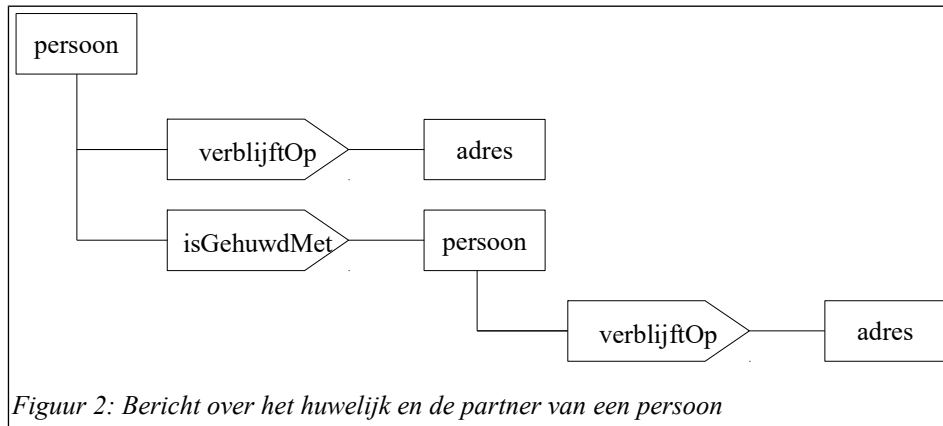 persoon
verblijftOp
adres
isGehuwdMet
persoon
verblijftOp
adres
Figuur 2: Bericht over het huwelijk en de partner van een persoon